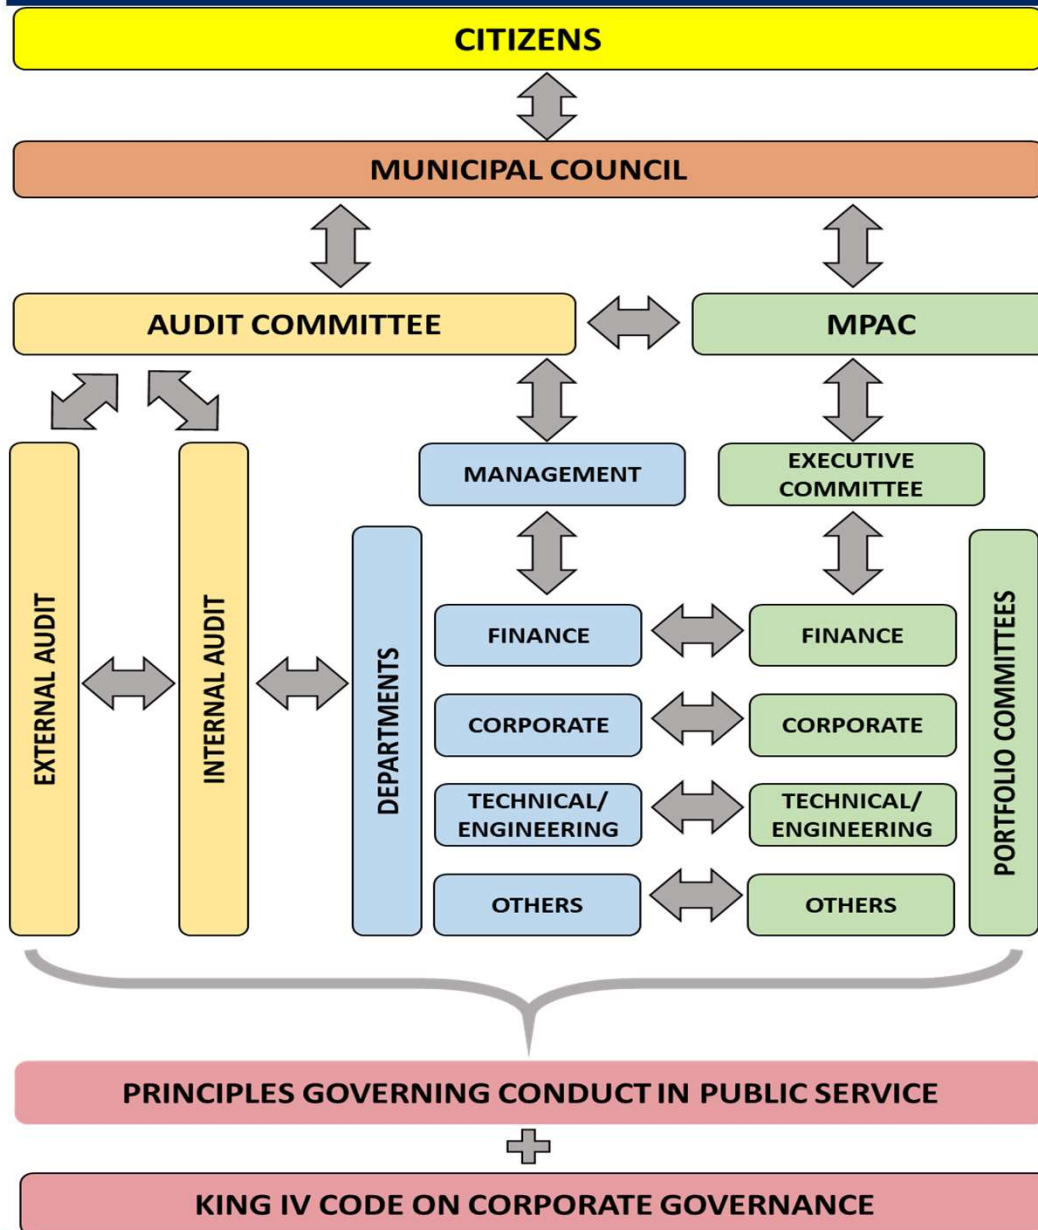 CITIZENS
MUNICIPAL COUNCIL
AUDIT COMMITTEE
MPAC
MANAGEMENT
EXECUTIVE
COMMITTEE
EXTERNAL AUDIT
INTERNAL AUDIT
DEPARTMENTS
FINANCE
FINANCE
CORPORATE
CORPORATE
TECHNICAL/
ENGINEERING
TECHNICAL/
ENGINEERING
OTHERS
OTHERS
PORTFOLIO COMMITTEES
PRINCIPLES GOVERNING CONDUCT IN PUBLIC SERVICE
KING IV CODE ON CORPORATE GOVERNANCE